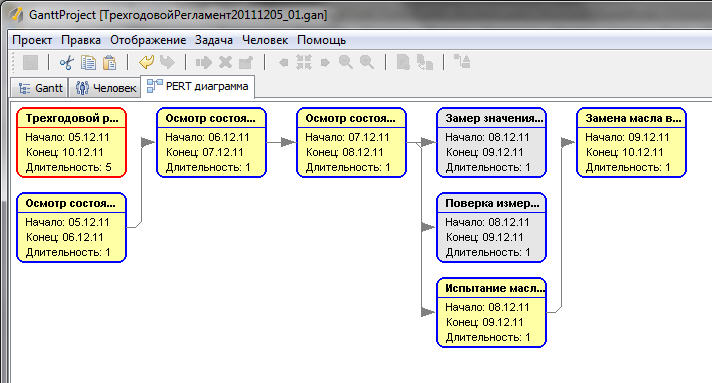 GanttProject [ТрехгодовойРегламент20111205_01.gan]
Проект Правка Отображение Задача Человек Помощь
Gantt Человек PERT диаграмма
Трехгодовой р...
Начало: 05.12.11
Конец: 10.12.11
Длительность: 5
Осмотр состоя...
Начало: 06.12.11
Конец: 07.12.11
Длительность: 1
Осмотр состоя...
Начало: 07.12.11
Конец: 08.12.11
Длительность: 1
Замер значения...
Начало: 08.12.11
Конец: 09.12.11
Длительность: 1
Замена масла в...
Начало: 09.12.11
Конец: 10.12.11
Длительность: 1
Осмотр состоя...
Начало: 05.12.11
Конец: 06.12.11
Длительность: 1
Поверка измер...
Начало: 08.12.11
Конец: 09.12.11
Длительность: 1
Испытание масл...
Начало: 08.12.11
Конец: 09.12.11
Длительность: 1